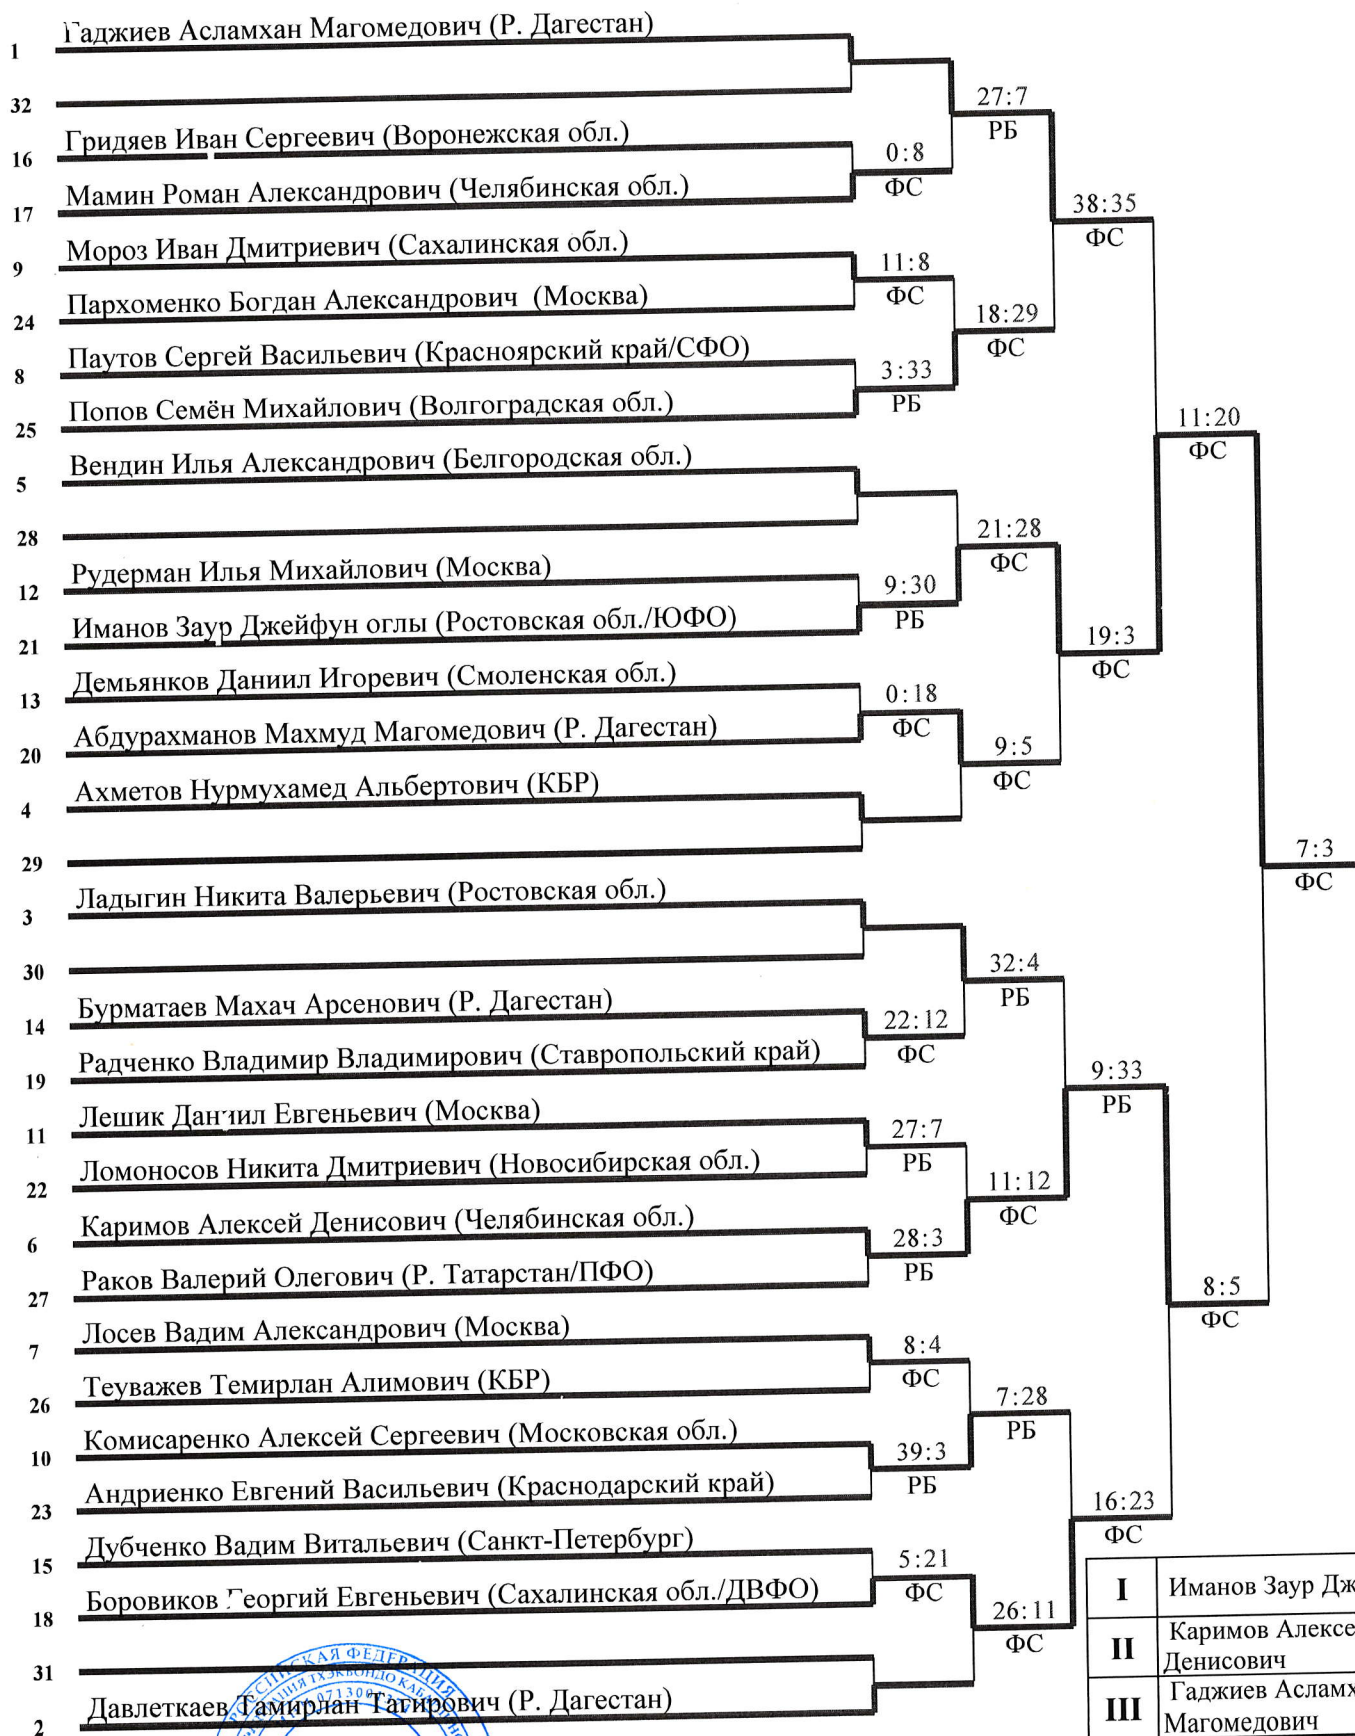 1 Гаджиев Асламхан Магомедович (Р. Дагестан)
32
27:7
РБ
16 Гридяев Иван Сергеевич (Воронежская обл.)
0:8
ФС
17 Мамин Роман Александрович (Челябинская обл.)
38:35
ФС
9 Мороз Иван Дмитриевич (Сахалинская обл.)
11:8
ФС
24 Пархоменко Богдан Александрович (Москва)
18:29
ФС
8 Паутов Сергей Васильевич (Красноярский край/СФО)
3:33
РБ
25 Попов Семён Михайлович (Волгоградская обл.)
11:20
ФС
5 Вендин Илья Александрович (Белгородская обл.)
28
21:28
ФС
12 Рудерман Илья Михайлович (Москва)
9:30
РБ
21 Иманов Заур Джейфун оглы (Ростовская обл./ЮФО)
19:3
ФС
13 Демьянков Даниил Игоревич (Смоленская обл.)
0:18
ФС
20 Абдурахманов Махмуд Магомедович (Р. Дагестан)
9:5
ФС
4 Ахметов Нурмухамед Альбертович (КБР)
29
7:3
ФС
3 Ладыгин Никита Валерьевич (Ростовская обл.)
30
32:4
РБ
14 Бурматаев Махач Арсенович (Р. Дагестан)
22:12
ФС
19 Радченко Владимир Владимирович (Ставропольский край)
9:33
РБ
11 Лешик Даниил Евгеньевич (Москва)
27:7
РБ
22 Ломоносов Никита Дмитриевич (Новосибирская обл.)
11:12
ФС
6 Каримов Алексей Денисович (Челябинская обл.)
28:3
РБ
27 Раков Валерий Олегович (Р. Татарстан/ПФО)
8:5
ФС
7 Лосев Вадим Александрович (Москва)
8:4
ФС
26 Теуважев Темирлан Алимович (КБР)
7:28
РБ
10 Комисаренко Алексей Сергеевич (Московская обл.)
39:3
РБ
23 Андриенко Евгений Васильевич (Краснодарский край)
16:23
ФС
15 Дубченко Вадим Витальевич (Санкт-Петербург)
5:21
ФС
18 Боровиков Георгий Евгеньевич (Сахалинская обл./ДВФО)
26:11
ФС
31
2 Давлеткаев Тамирлан Тагирович (Р. Дагестан)
I Иманов Заур Дж
II Каримов Алексе
Денисович
III Гаджиев Асламх
Магомедович
ФЕДЕРАЦИЯ